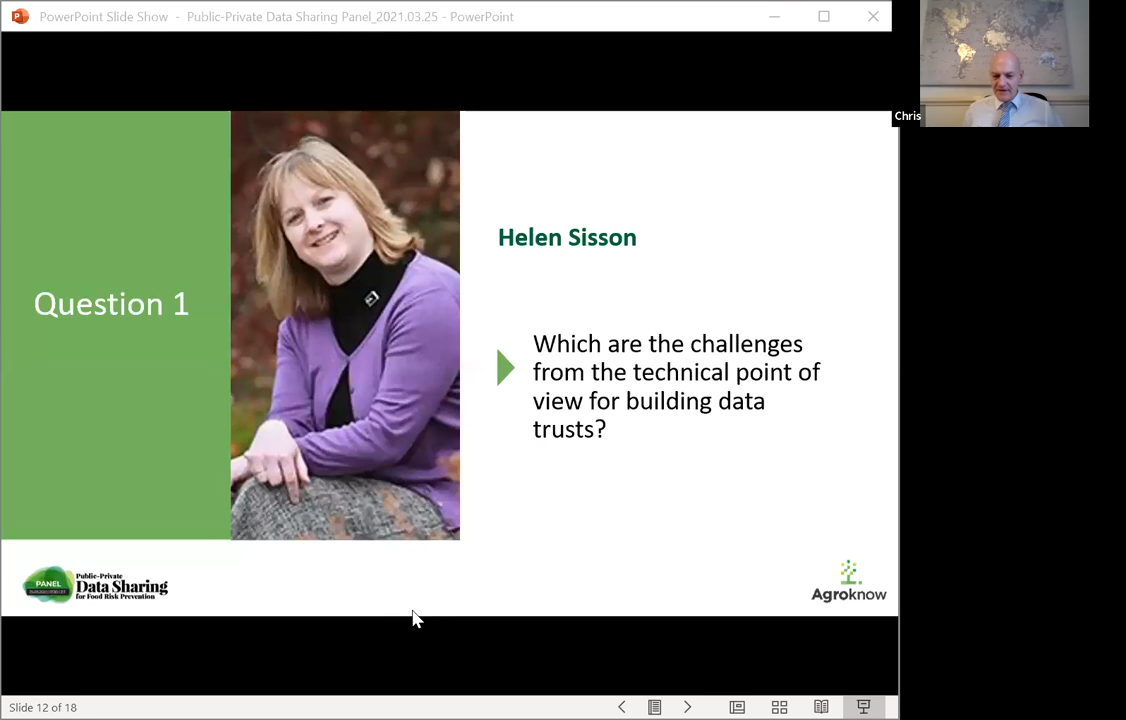 PowerPoint Slide Show - Public-Private Data Sharing Panel_2021.03.25 - PowerPoint
Chris
Question 1
Helen Sisson
Which are the challenges
from the technical point of
view for building data
trusts?
PANEL
Public-Private
Data Sharing
for Food Risk Prevention
Agroknow
Slide 12 of 18